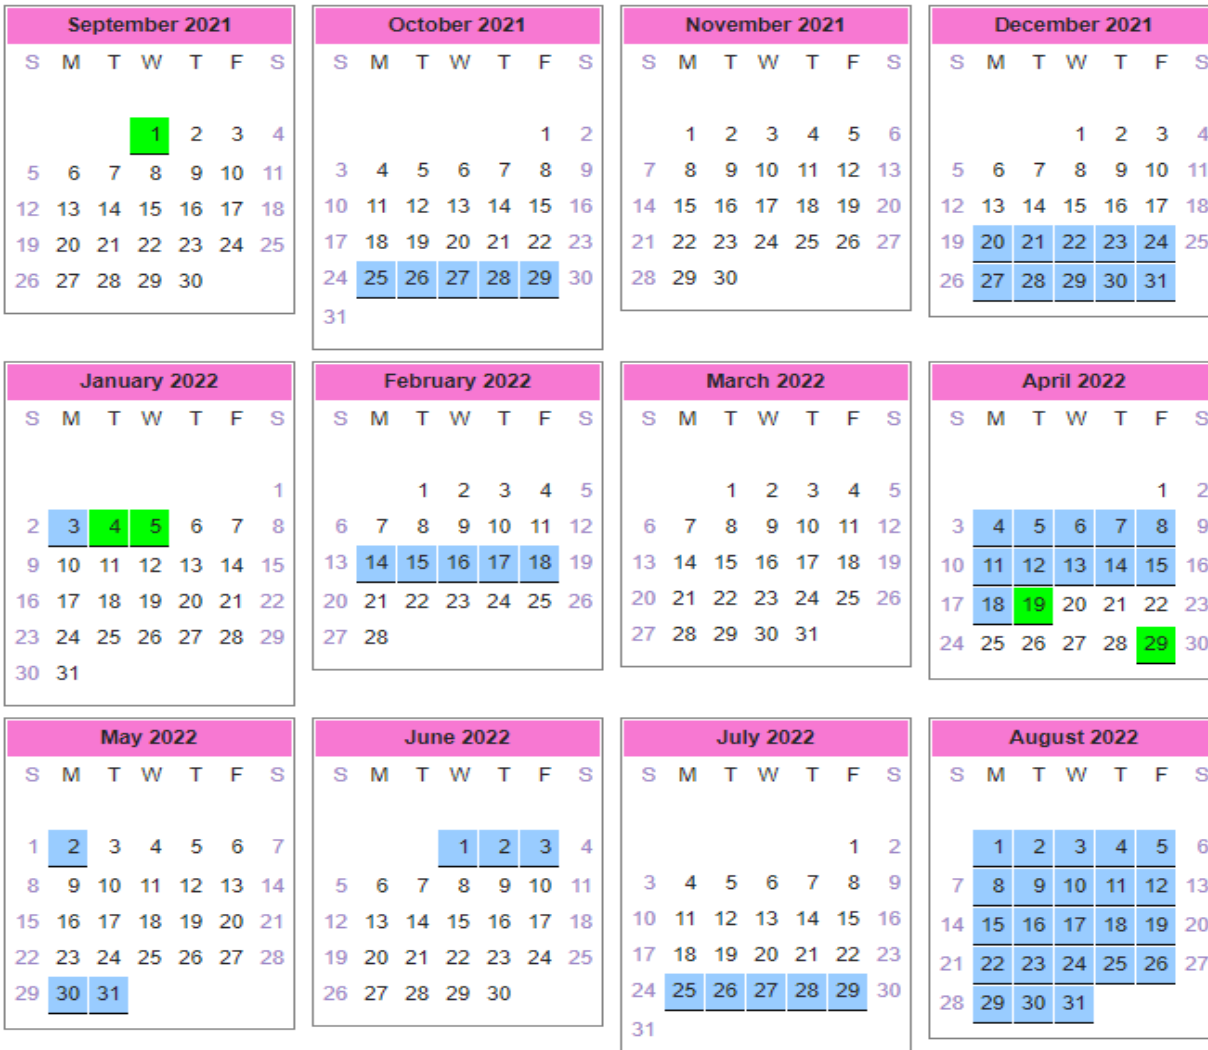 September 2021
S M T W T F S
1 2 3 4
5 6 7 8 9 10 11
12 13 14 15 16 17 18
19 20 21 22 23 24 25
26 27 28 29 30
October 2021
S M T W T F S
1 2
3 4 5 6 7 8 9
10 11 12 13 14 15 16
17 18 19 20 21 22 23
24 25 26 27 28 29 30
31
November 2021
S M T W T F S
1 2 3 4 5 6
7 8 9 10 11 12 13
14 15 16 17 18 19 20
21 22 23 24 25 26 27
28 29 30
December 2021
S M T W T F S
1 2 3 4
5 6 7 8 9 10 11
12 13 14 15 16 17 18
19 20 21 22 23 24 25
26 27 28 29 30 31
January 2022
S M T W T F S
1
2 3 4 5 6 7 8
9 10 11 12 13 14 15
16 17 18 19 20 21 22
23 24 25 26 27 28 29
30 31
February 2022
S M T W T F S
1 2 3 4 5
6 7 8 9 10 11 12
13 14 15 16 17 18 19
20 21 22 23 24 25 26
27 28
March 2022
S M T W T F S
1 2 3 4 5
6 7 8 9 10 11 12
13 14 15 16 17 18 19
20 21 22 23 24 25 26
27 28 29 30 31
April 2022
S M T W T F S
1 2
3 4 5 6 7 8 9
10 11 12 13 14 15 16
17 18 19 20 21 22 23
24 25 26 27 28 29 30
May 2022
S M T W T F S
1 2 3 4 5 6 7
8 9 10 11 12 13 14
15 16 17 18 19 20 21
22 23 24 25 26 27 28
29 30 31
June 2022
S M T W T F S
1 2 3 4
5 6 7 8 9 10 11
12 13 14 15 16 17 18
19 20 21 22 23 24 25
26 27 28 29 30
July 2022
S M T W T F S
1 2
3 4 5 6 7 8 9
10 11 12 13 14 15 16
17 18 19 20 21 22 23
24 25 26 27 28 29 30
31
August 2022
S M T W T F S
1 2 3 4 5 6
7 8 9 10 11 12 13
14 15 16 17 18 19 20
21 22 23 24 25 26 27
28 29 30 31